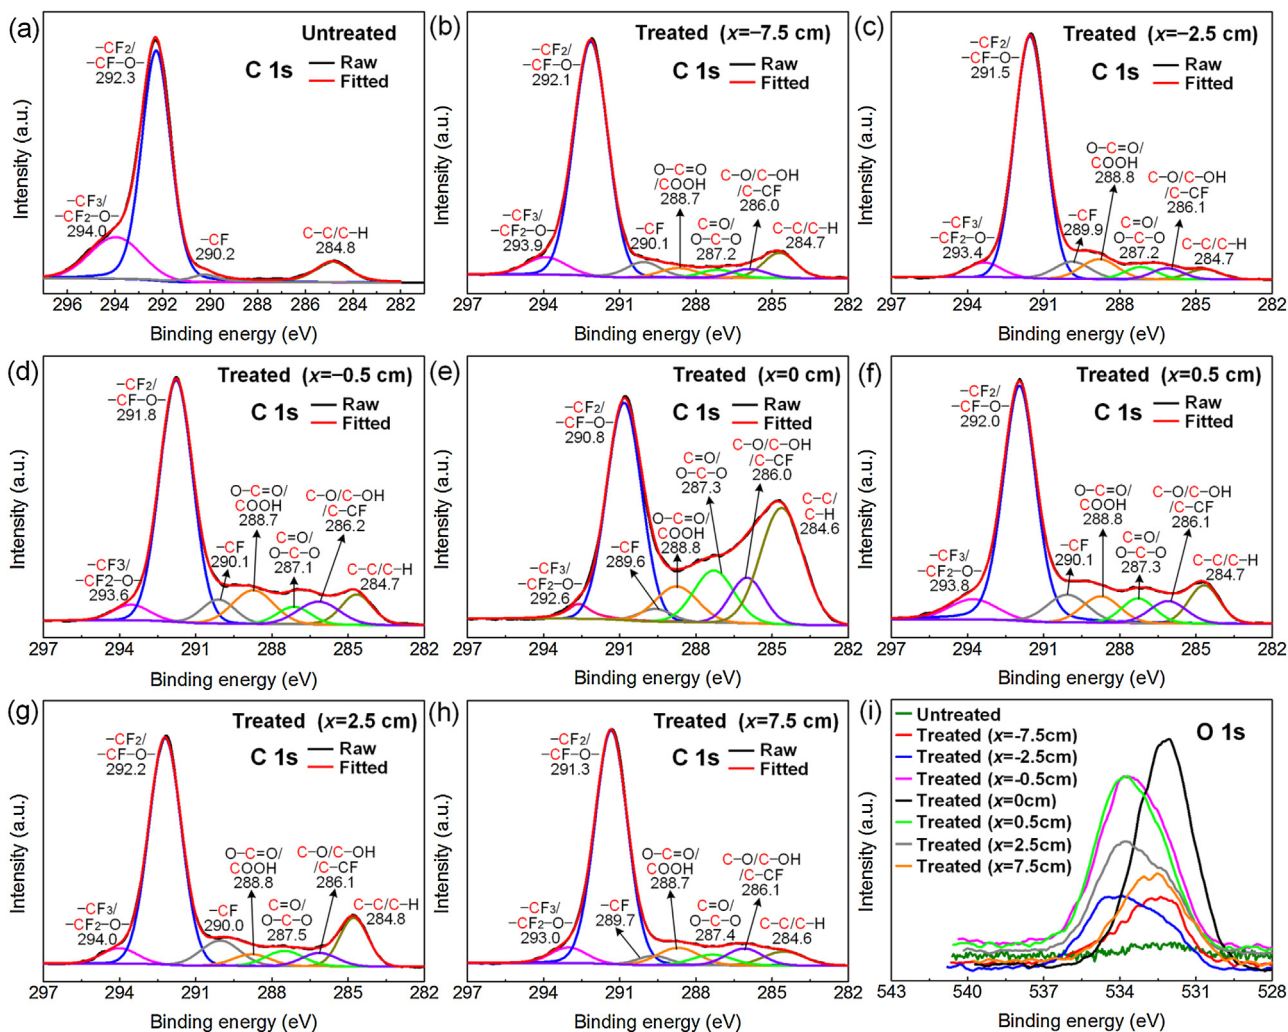 (a)
Untreated
−CF2/
−CF−O−
292.3
C 1s
Raw
Fitted
−CF3/
−CF2−O−
294.0
−CF
290.2
C−C/C−H
284.8
Intensity (a.u.)
296 294 292 290 288 286 284 282
Binding energy (eV)
(b)
Treated (x=−7.5 cm)
−CF2/
−CF−O−
292.1
C 1s
Raw
Fitted
−CF3/
−CF2−O−
293.9
−CF
290.1
O−C=O
/COOH
288.7
C=O/
O−C−O
287.2
C−O/C−OH
/C−CF
286.0
C−C/C−H
284.7
Intensity (a.u.)
297 294 291 288 285 282
Binding energy (eV)
(c)
Treated (x=−2.5 cm)
−CF2/
−CF−O−
291.5
C 1s
Raw
Fitted
−CF3/
−CF2−O−
293.4
−CF
289.9
O−C=O/
COOH
288.8
C=O/
O−C−O
287.2
C−O/C−OH
/C−CF
286.1
C−C/C−H
284.7
Intensity (a.u.)
297 294 291 288 285 282
Binding energy (eV)
(d)
Treated (x=−0.5 cm)
−CF2/
−CF−O−
291.8
C 1s
Raw
Fitted
−CF3/
−CF2−O−
293.6
−CF
290.1
O−C=O/
COOH
288.7
C=O/
O−C−O
287.1
C−O/C−OH
/C−CF
286.2
C−C/C−H
284.7
Intensity (a.u.)
297 294 291 288 285 282
Binding energy (eV)
(e)
Treated (x=0 cm)
−CF2/
−CF−O−
290.8
C 1s
Raw
Fitted
−CF3/
−CF2−O−
292.6
−CF
289.6
O−C=O/
COOH
288.8
C=O/
O−C−O
287.3
C−O/C−OH
/C−CF
286.0
C−C/
C−H
284.6
Intensity (a.u.)
297 294 291 288 285 282
Binding energy (eV)
(f)
Treated (x=0.5 cm)
−CF2/
−CF−O−
292.0
C 1s
Raw
Fitted
−CF3/
−CF2−O−
293.8
−CF
290.1
O−C=O/
COOH
288.8
C=O/
O−C−O
287.3
C−O/C−OH
/C−CF
286.1
C−C/C−H
284.7
Intensity (a.u.)
297 294 291 288 285 282
Binding energy (eV)
(g)
Treated (x=2.5 cm)
−CF2/
−CF−O−
292.2
C 1s
Raw
Fitted
−CF3/
−CF2−O−
294.0
−CF
290.0
O−C=O/
COOH
288.8
C=O/
O−C−O
287.5
C−O/C−OH
/C−CF
286.1
C−C/C−H
284.8
Intensity (a.u.)
297 294 291 288 285 282
Binding energy (eV)
(h)
Treated (x=7.5 cm)
−CF2/
−CF−O−
291.3
C 1s
Raw
Fitted
−CF3/
−CF2−O−
293.0
−CF
289.7
O−C=O/
COOH
288.7
C=O/
O−C−O
287.4
C−O/C−OH
/C−CF
286.1
C−C/C−H
284.6
Intensity (a.u.)
297 294 291 288 285 282
Binding energy (eV)
(i)
O 1s
Untreated
Treated (x=-7.5cm)
Treated (x=-2.5cm)
Treated (x=-0.5cm)
Treated (x=0cm)
Treated (x=0.5cm)
Treated (x=2.5cm)
Treated (x=7.5cm)
Intensity (a.u.)
543 540 537 534 531 528
Binding energy (eV)